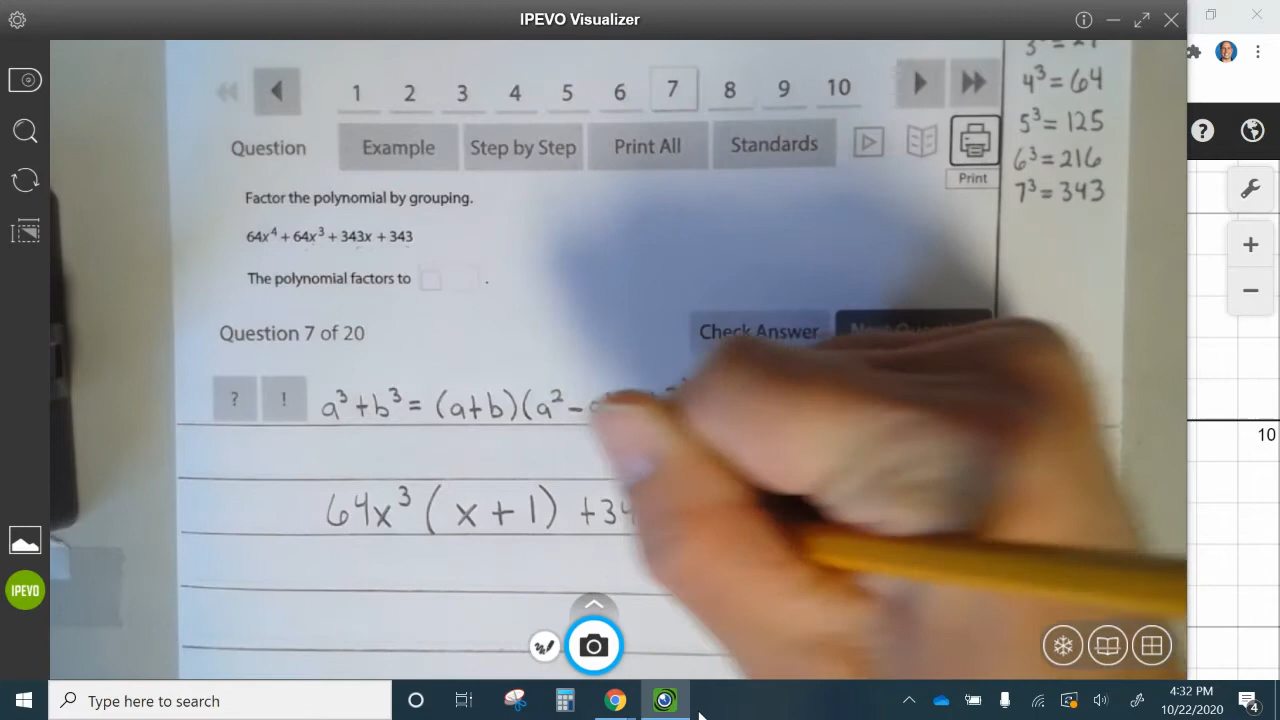 IPEVO Visualizer
1 2 3 4 5 6 7 8 9 10
Question Example Step by Step Print All Standards
Print
Factor the polynomial by grouping.
64x⁴ + 64x³ + 343x + 343
The polynomial factors to .
Question 7 of 20
Check Answer
? !
a³+b³ = (a+b)(a² –
64x³ (x+1) +34
4³ = 64
5³ = 125
6³ = 216
7³ = 343
?
+
−
10
IPEVO
Type here to search
4:32 PM
10/22/2020
4